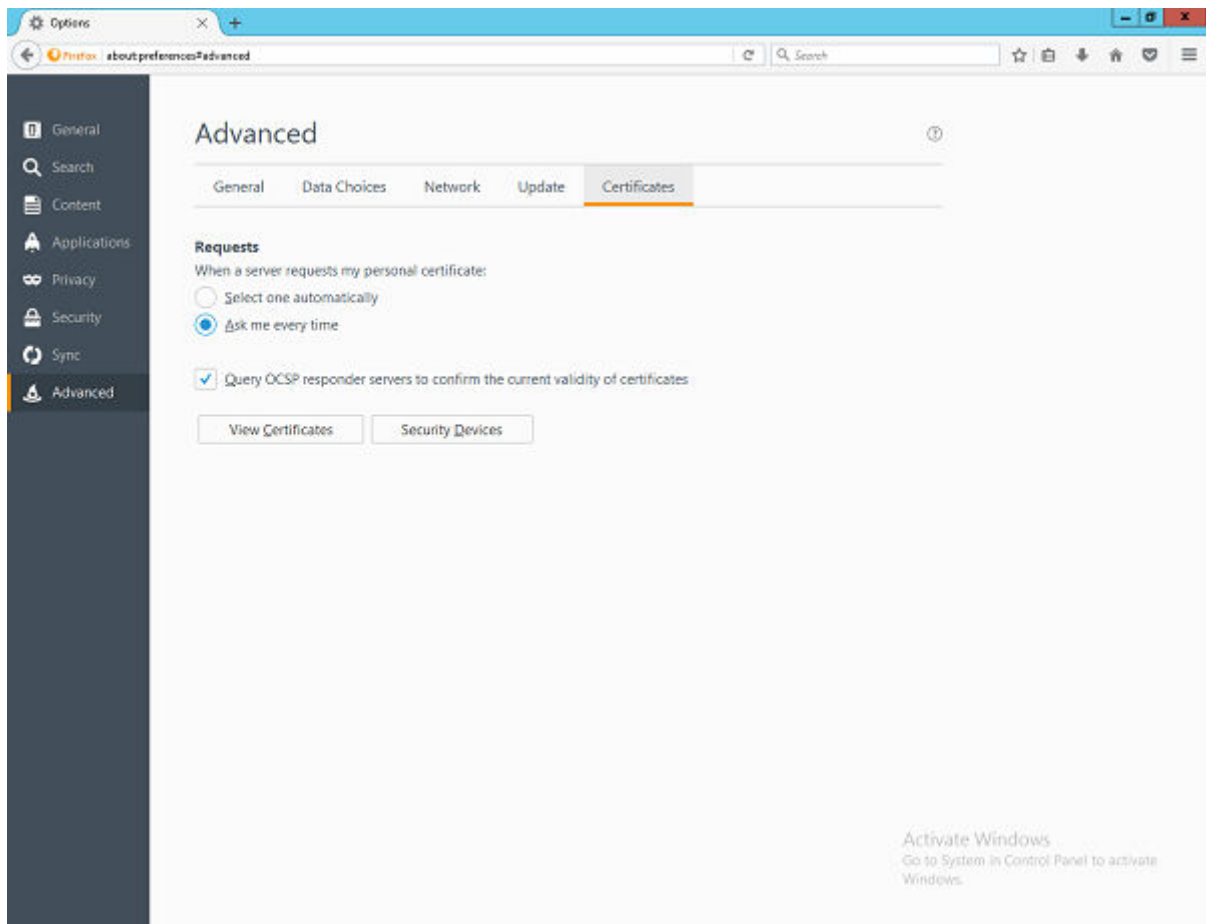 Options
Firefox about:preferences#advanced
Search
General
Search
Content
Applications
Privacy
Security
Sync
Advanced
Advanced
General Data Choices Network Update Certificates
Requests
When a server requests my personal certificate:
Select one automatically
Ask me every time
Query OCSP responder servers to confirm the current validity of certificates
View Certificates Security Devices
Activate Windows
Go to System in Control Panel to activate
Windows.